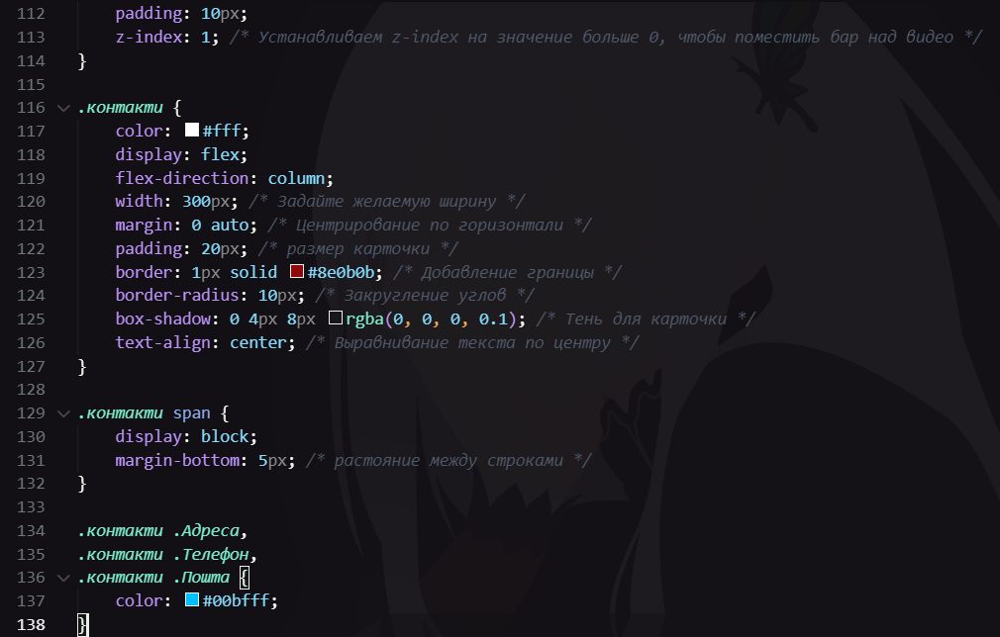 112 padding: 10px;
113 z-index: 1; /* Устанавливаем z-index на значение больше 0, чтобы поместить бар над видео */
114 }
115
116 .контакти {
117 color: #fff;
118 display: flex;
119 flex-direction: column;
120 width: 300px; /* Задайте желаемую ширину */
121 margin: 0 auto; /* Центрирование по горизонтали */
122 padding: 20px; /* размер карточки */
123 border: 1px solid #8e0b0b; /* Добавление границы */
124 border-radius: 10px; /* Закругление углов */
125 box-shadow: 0 4px 8px rgba(0, 0, 0, 0.1); /* Тень для карточки */
126 text-align: center; /* Выравнивание текста по центру */
127 }
128
129 .контакти span {
130 display: block;
131 margin-bottom: 5px; /* растояние между строками */
132 }
133
134 .контакти .Адреса,
135 .контакти .Телефон,
136 .контакти .Пошта {
137 color: #00bfff;
138 }